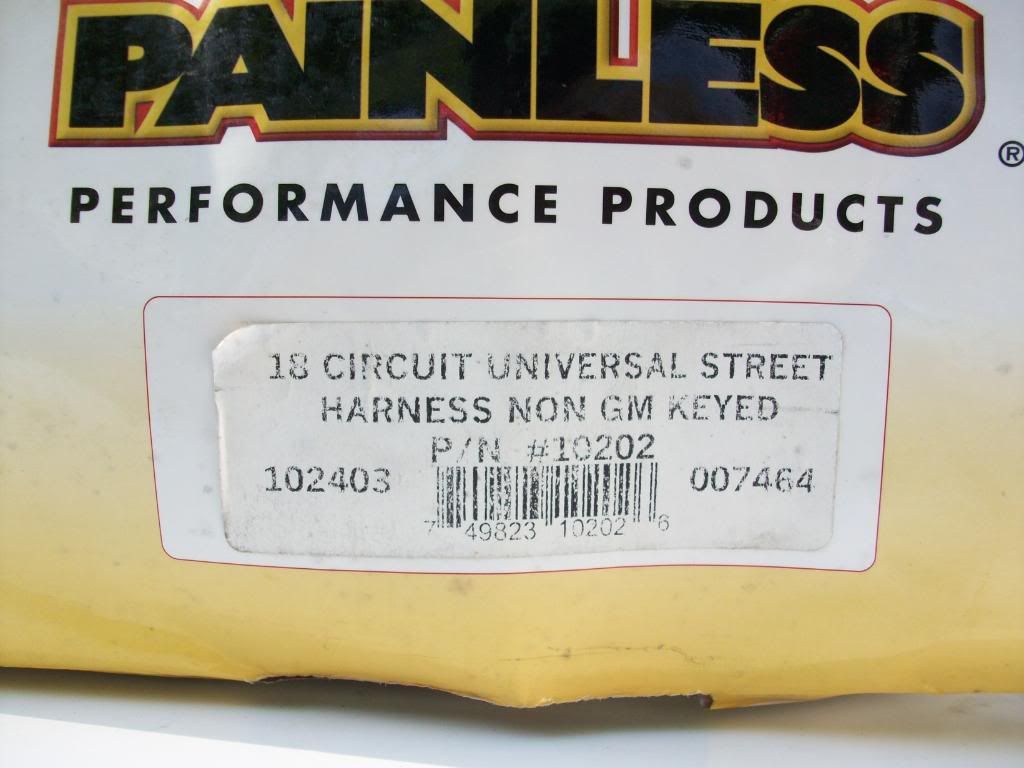 PAINLESS
®
PERFORMANCE PRODUCTS
18 CIRCUIT UNIVERSAL STREET
HARNESS NON GM KEYED
P/N #10202
102403 007464
7 49823 10202 6